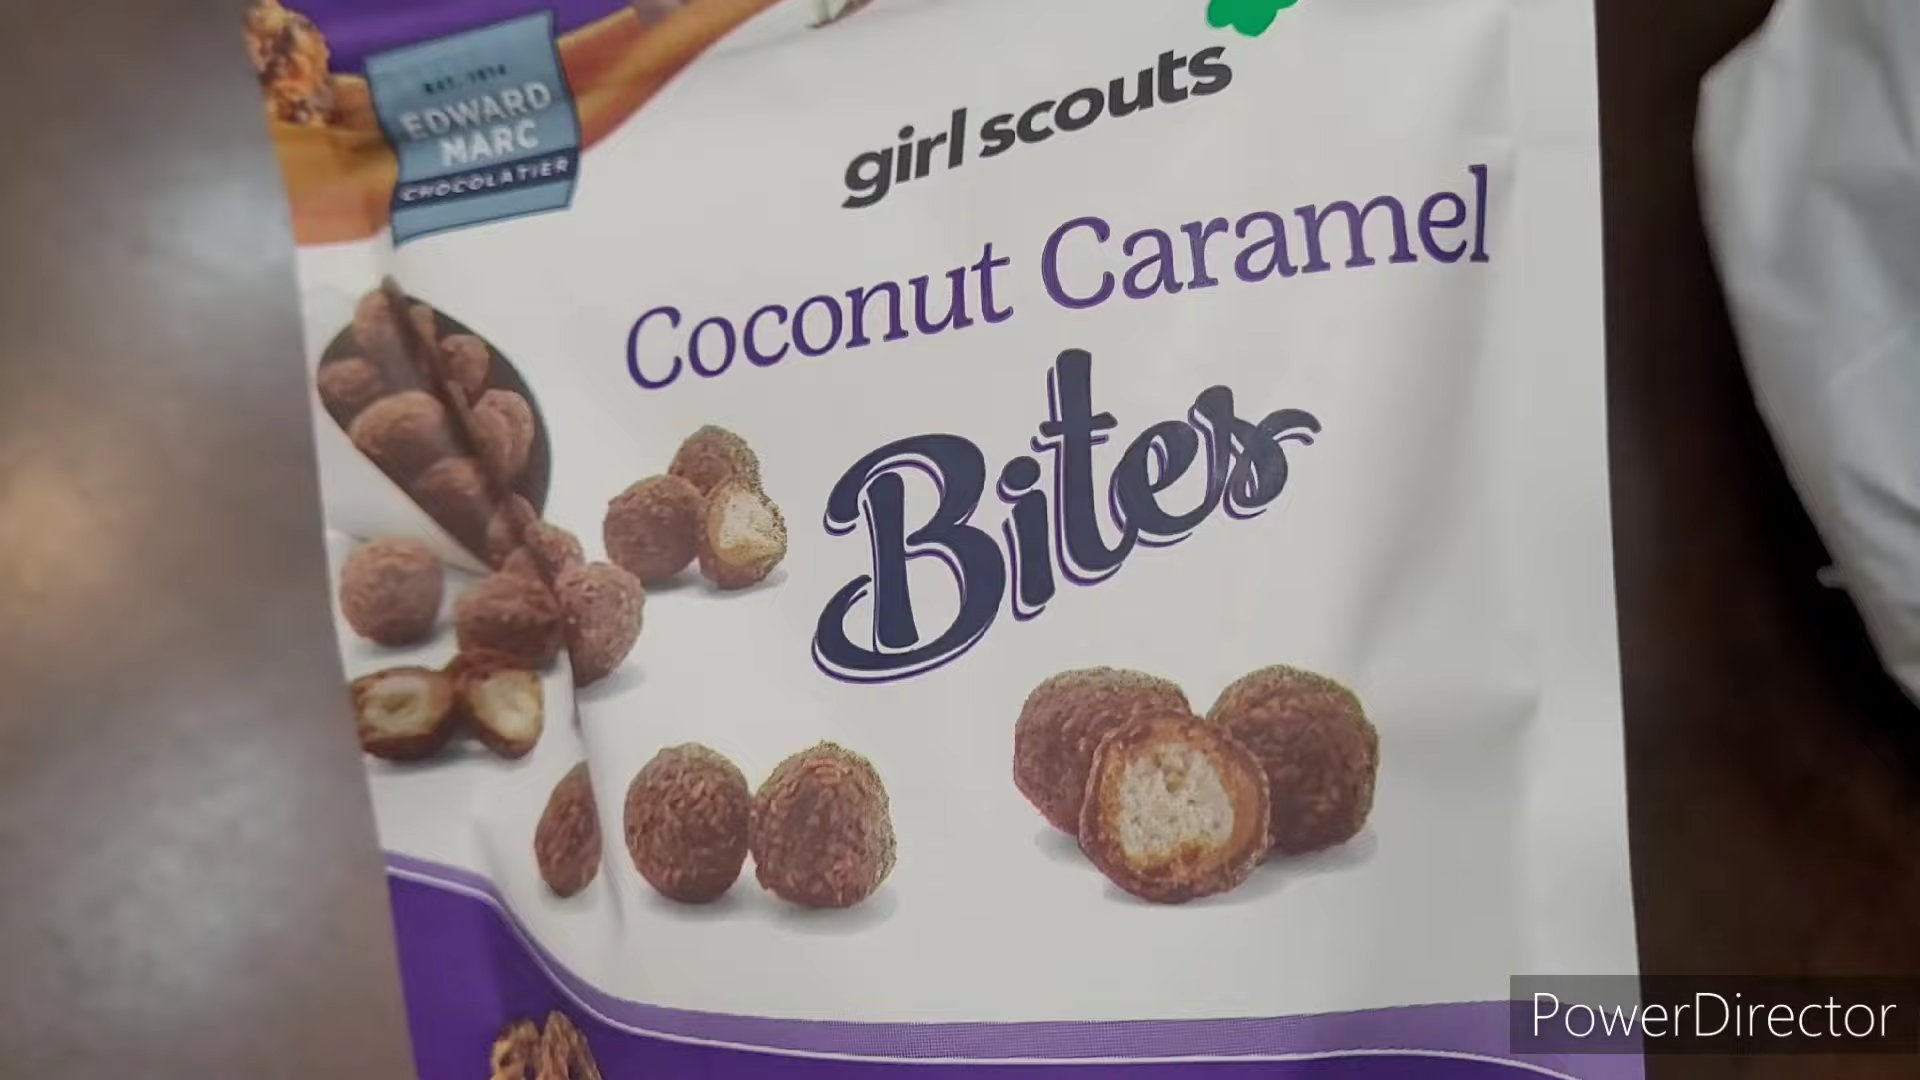 EST. 1914
EDWARD
MARC
CHOCOLATIER
girl scouts
Coconut Caramel
Bites
PowerDirector